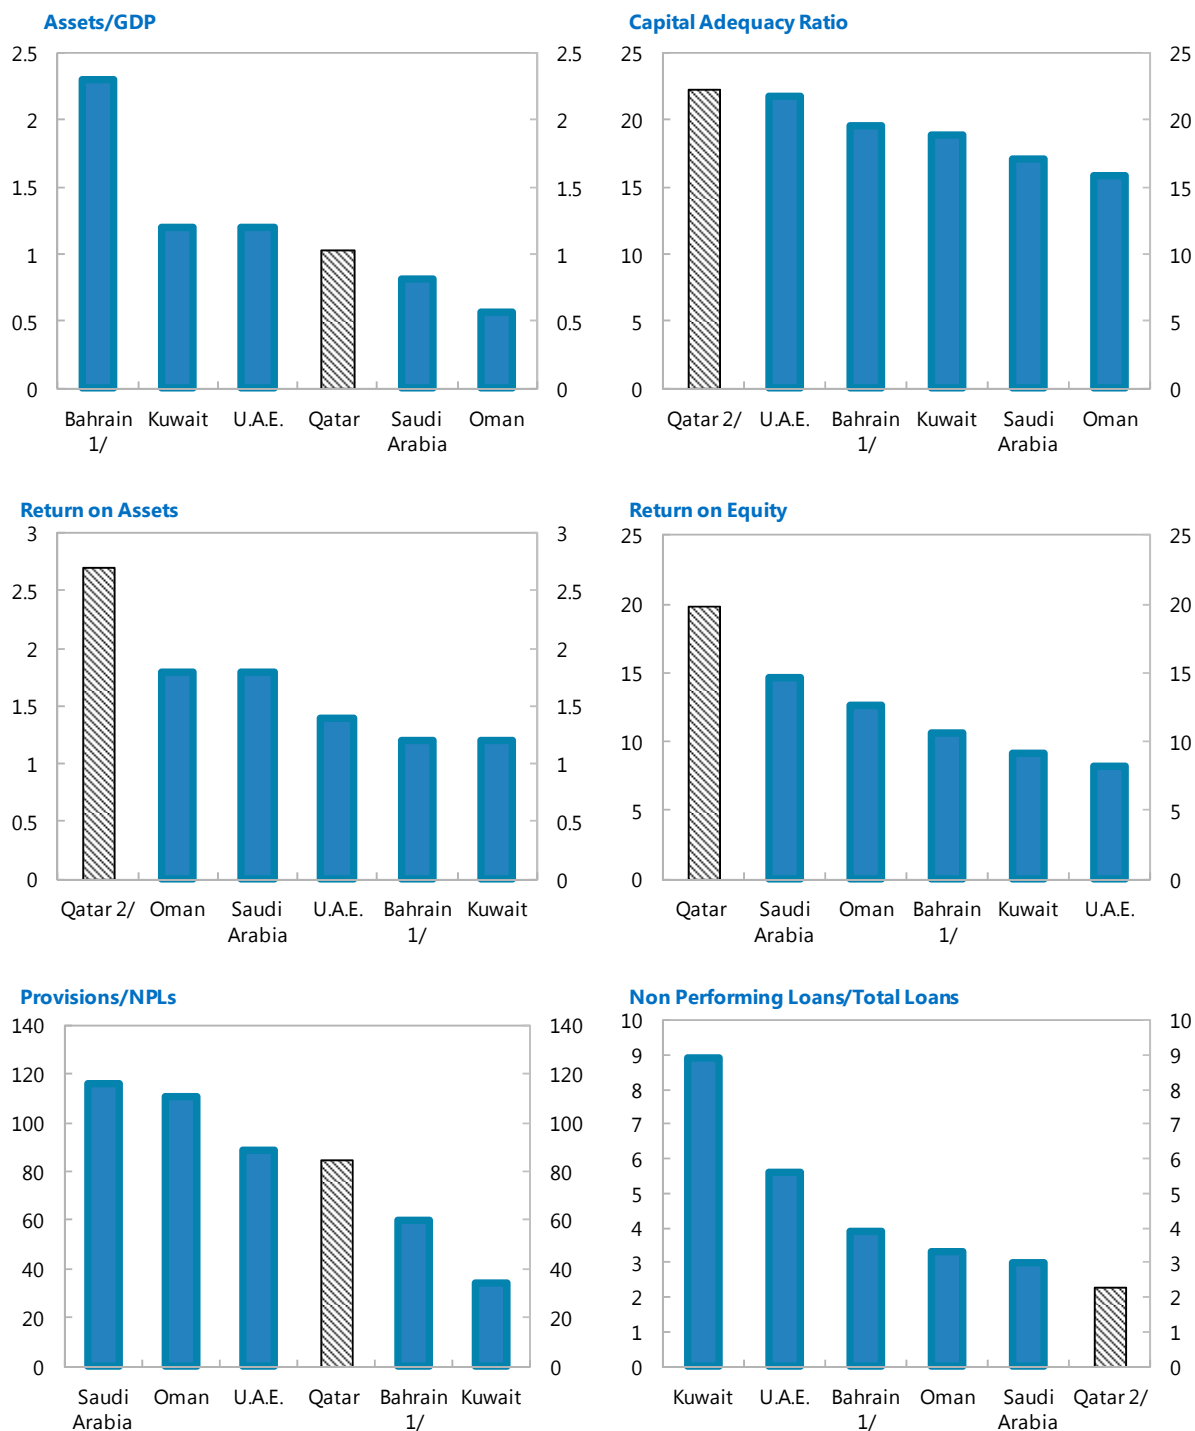 Assets/GDP
2.5
2
1.5
1
0.5
0
2.5
2
1.5
1
0.5
0
Bahrain 1/
Kuwait
U.A.E.
Qatar
Saudi Arabia
Oman
Capital Adequacy Ratio
25
20
15
10
5
0
25
20
15
10
5
0
Qatar 2/
U.A.E.
Bahrain 1/
Kuwait
Saudi Arabia
Oman
Return on Assets
3
2.5
2
1.5
1
0.5
0
3
2.5
2
1.5
1
0.5
0
Qatar 2/
Oman
Saudi Arabia
U.A.E.
Bahrain 1/
Kuwait
Return on Equity
25
20
15
10
5
0
25
20
15
10
5
0
Qatar
Saudi Arabia
Oman
Bahrain 1/
Kuwait
U.A.E.
Provisions/NPLs
140
120
100
80
60
40
20
0
140
120
100
80
60
40
20
0
Saudi Arabia
Oman
U.A.E.
Qatar
Bahrain 1/
Kuwait
Non Performing Loans/Total Loans
10
9
8
7
6
5
4
3
2
1
0
10
9
8
7
6
5
4
3
2
1
0
Kuwait
U.A.E.
Bahrain 1/
Oman
Saudi Arabia
Qatar 2/